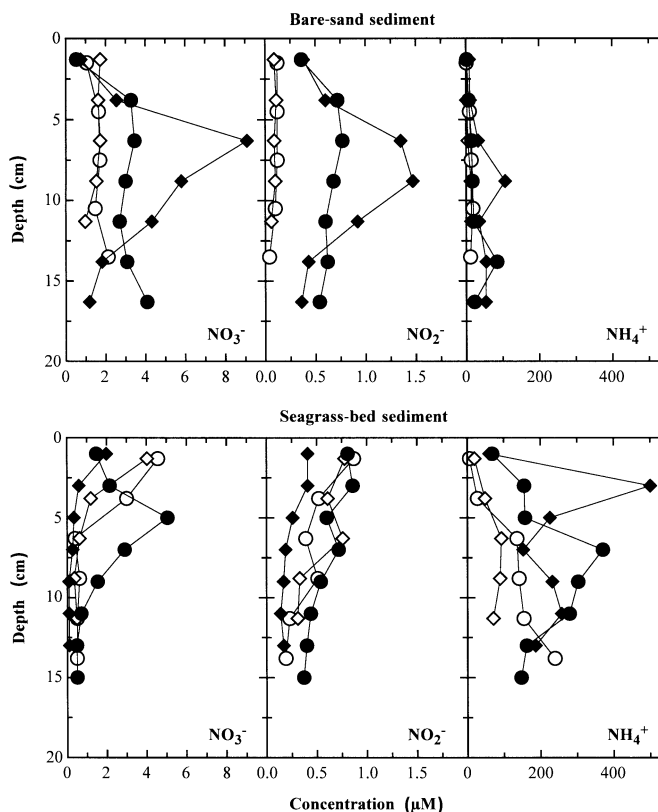 Bare-sand sediment
0
5
10
15
20
Depth (cm)
NO3-
NO2-
NH4+
0 2 4 6 8 0.0 0.5 1.0 1.5 0 200 400
Seagrass-bed sediment
0
5
10
15
20
Depth (cm)
NO3-
NO2-
NH4+
0 2 4 6 8 0.0 0.5 1.0 1.5 0 200 400
Concentration (µM)